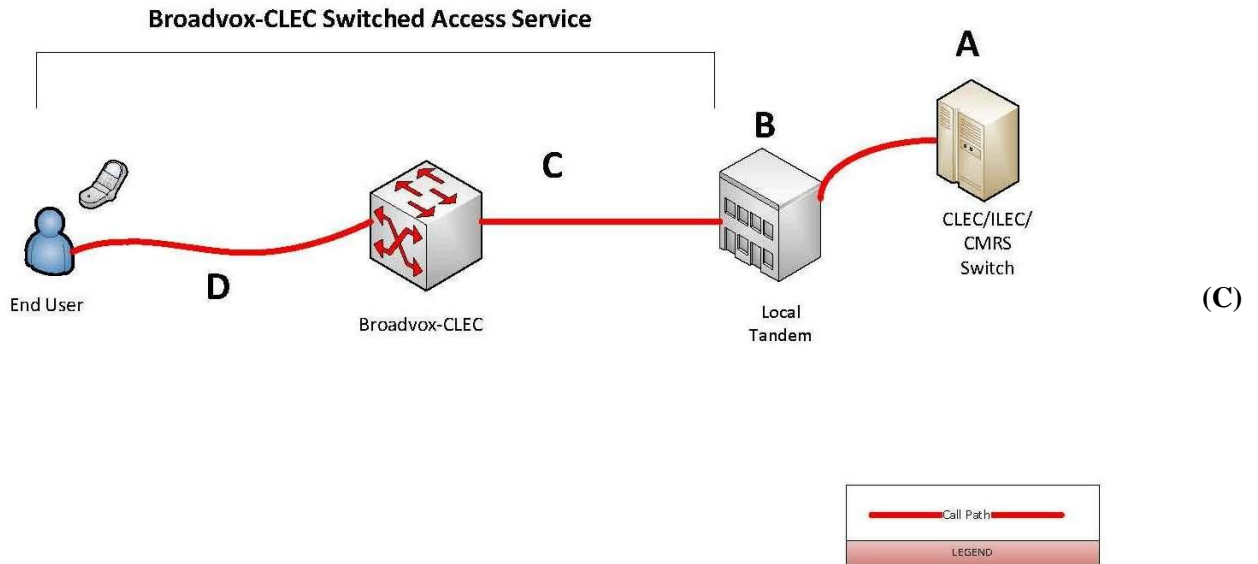 Broadvox-CLEC Switched Access Service
A
B
C
D
End User
Broadvox-CLEC
Local
Tandem
CLEC/ILEC/
CMRS
Switch
(C)
Call Path
LEGEND